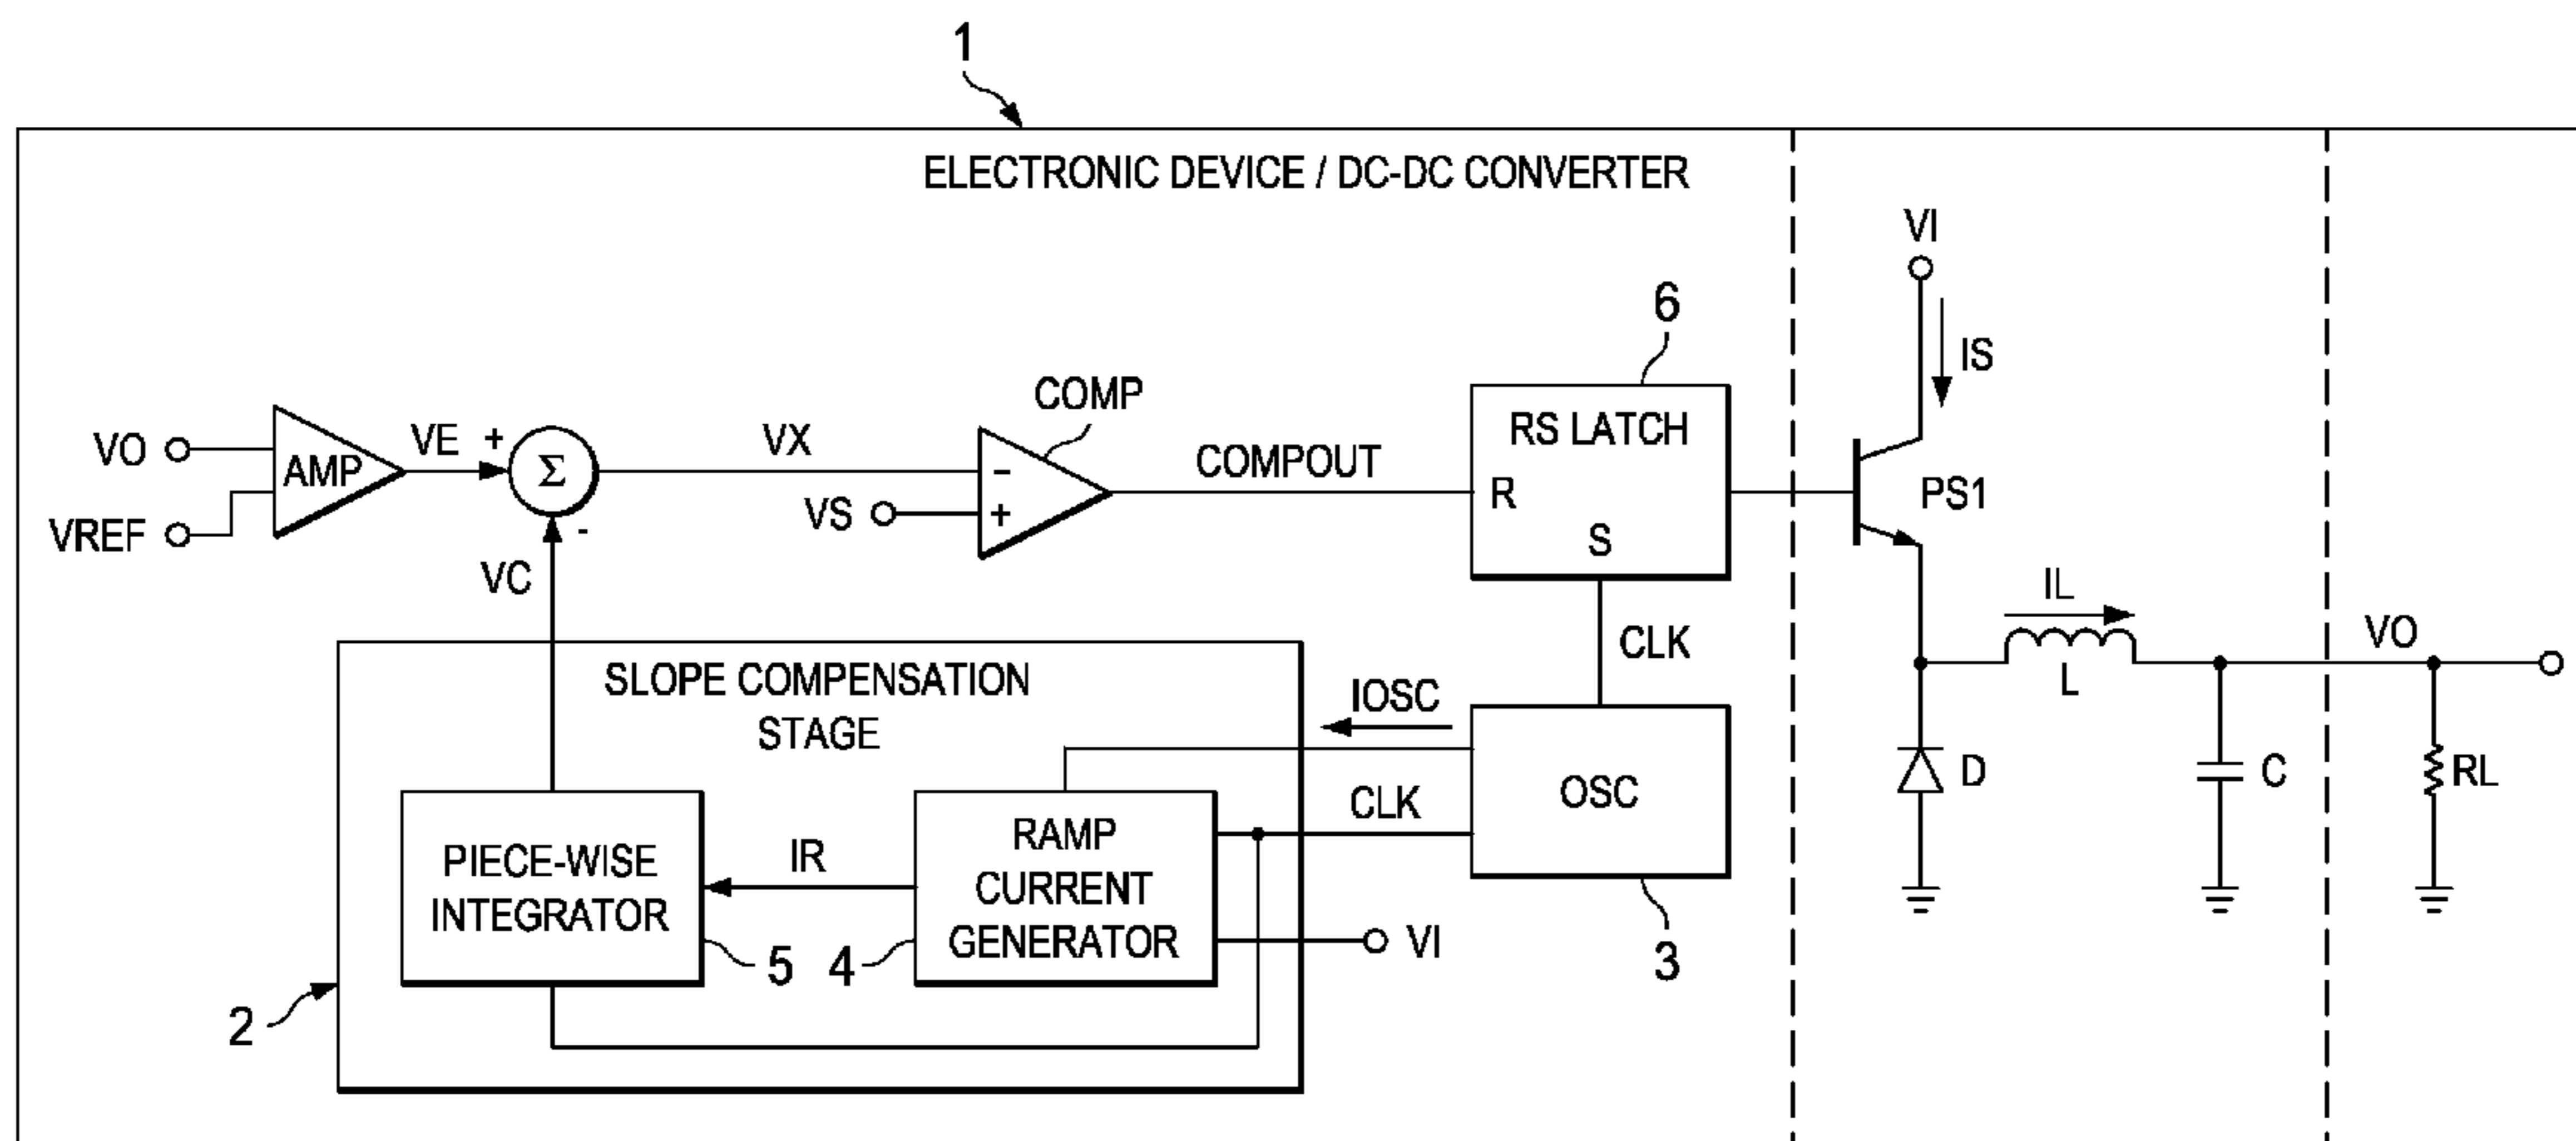 1
ELECTRONIC DEVICE / DC-DC CONVERTER
VI
IS
6
COMP
RS LATCH
VO
AMP
VE
+
Σ
VX
-
COMPOUT
R
PS1
VREF
-
VS
+
S
VC
IL
CLK
VO
L
SLOPE COMPENSATION
STAGE
IOSC
OSC
D
C
RL
CLK
PIECE-WISE
INTEGRATOR
IR
RAMP
CURRENT
GENERATOR
VI
5
4
3
2